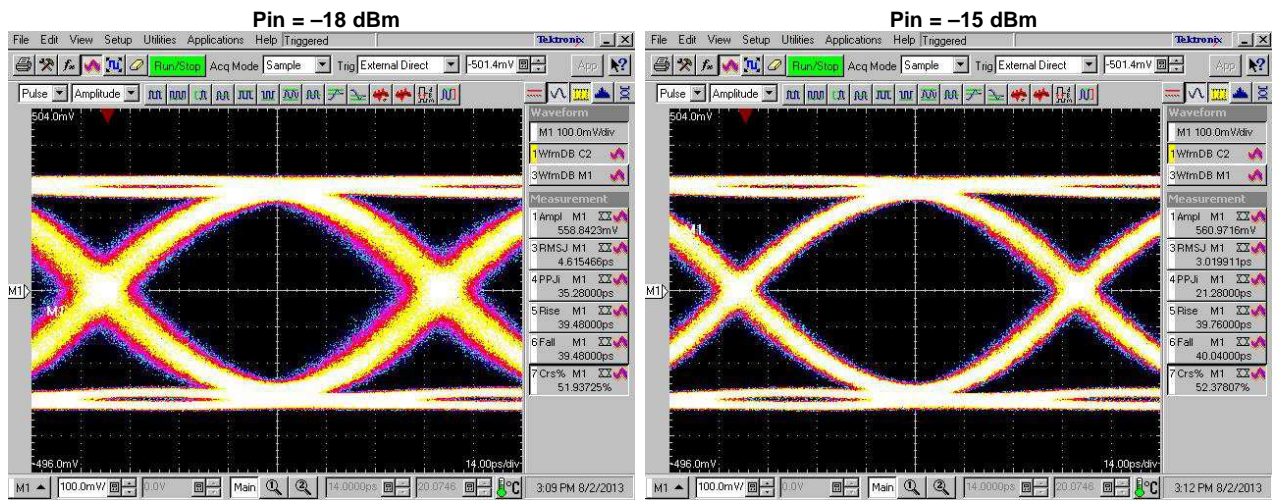 Pin = –18 dBm
File Edit View Setup Utilities Applications Help Triggered Tektronix
Run/Stop Acq Mode Sample Trig External Direct -501.4mV App
Pulse Amplitude
504.0mV
Waveform
M1 100.0mV/div
1 WfmDB C2
3 WfmDB M1
Measurement
1 Ampl M1
558.8423mV
3 RMSJ M1
4.615466ps
4 PPJi M1
35.28000ps
5 Rise M1
39.48000ps
6 Fall M1
39.48000ps
7 Crs% M1
51.93725%
M1
M1
-496.0mV 14.00ps/div
M1 100.0mV/ 0.0V Main 14.0000ps 20.0746 °C 3:09 PM 8/2/2013
Pin = –15 dBm
File Edit View Setup Utilities Applications Help Triggered Tektronix
Run/Stop Acq Mode Sample Trig External Direct -501.4mV App
Pulse Amplitude
504.0mV
Waveform
M1 100.0mV/div
1 WfmDB C2
3 WfmDB M1
Measurement
1 Ampl M1
560.9716mV
3 RMSJ M1
3.019911ps
4 PPJi M1
21.28000ps
5 Rise M1
39.76000ps
6 Fall M1
40.04000ps
7 Crs% M1
52.37807%
M1
M1
-496.0mV 14.00ps/div
M1 100.0mV/ 0.0V Main 14.0000ps 20.0746 °C 3:12 PM 8/2/2013